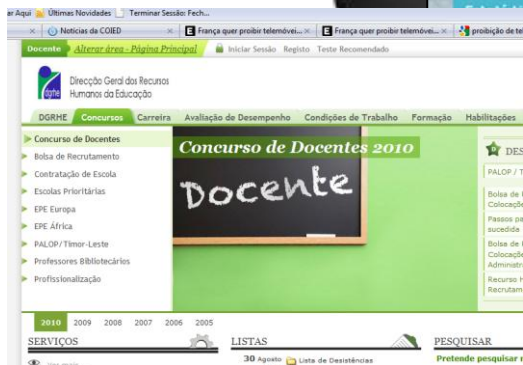 ar Aqui Últimas Novidades Terminar Sessão: Fech...
Notícias da COIED França quer proibir telemóvei... França quer proibir telemóvei... proibição de tel
Docente Alterar área - Página Principal Iniciar Sessão Registo Teste Recomendado
dgrhe Direcção Geral dos Recursos
Humanos da Educação
DGRHE Concursos Carreira Avaliação de Desempenho Condições de Trabalho Formação Habilitações
Concurso de Docentes
Bolsa de Recrutamento
Contratação de Escola
Escolas Prioritárias
EPE Europa
EPE África
PALOP/Timor-Leste
Professores Bibliotecários
Profissionalização
Concurso de Docentes 2010
Docente
DES
PALOP / T
Bolsa de
Colocaçõe
Passos pa
sucedida
Bolsa de
Colocaçõe
Administr
Recurso H
Recrutam
2010 2009 2008 2007 2006 2005
SERVIÇOS LISTAS PESQUISAR
30 Agosto Lista de Desistências
Pretende pesquisar